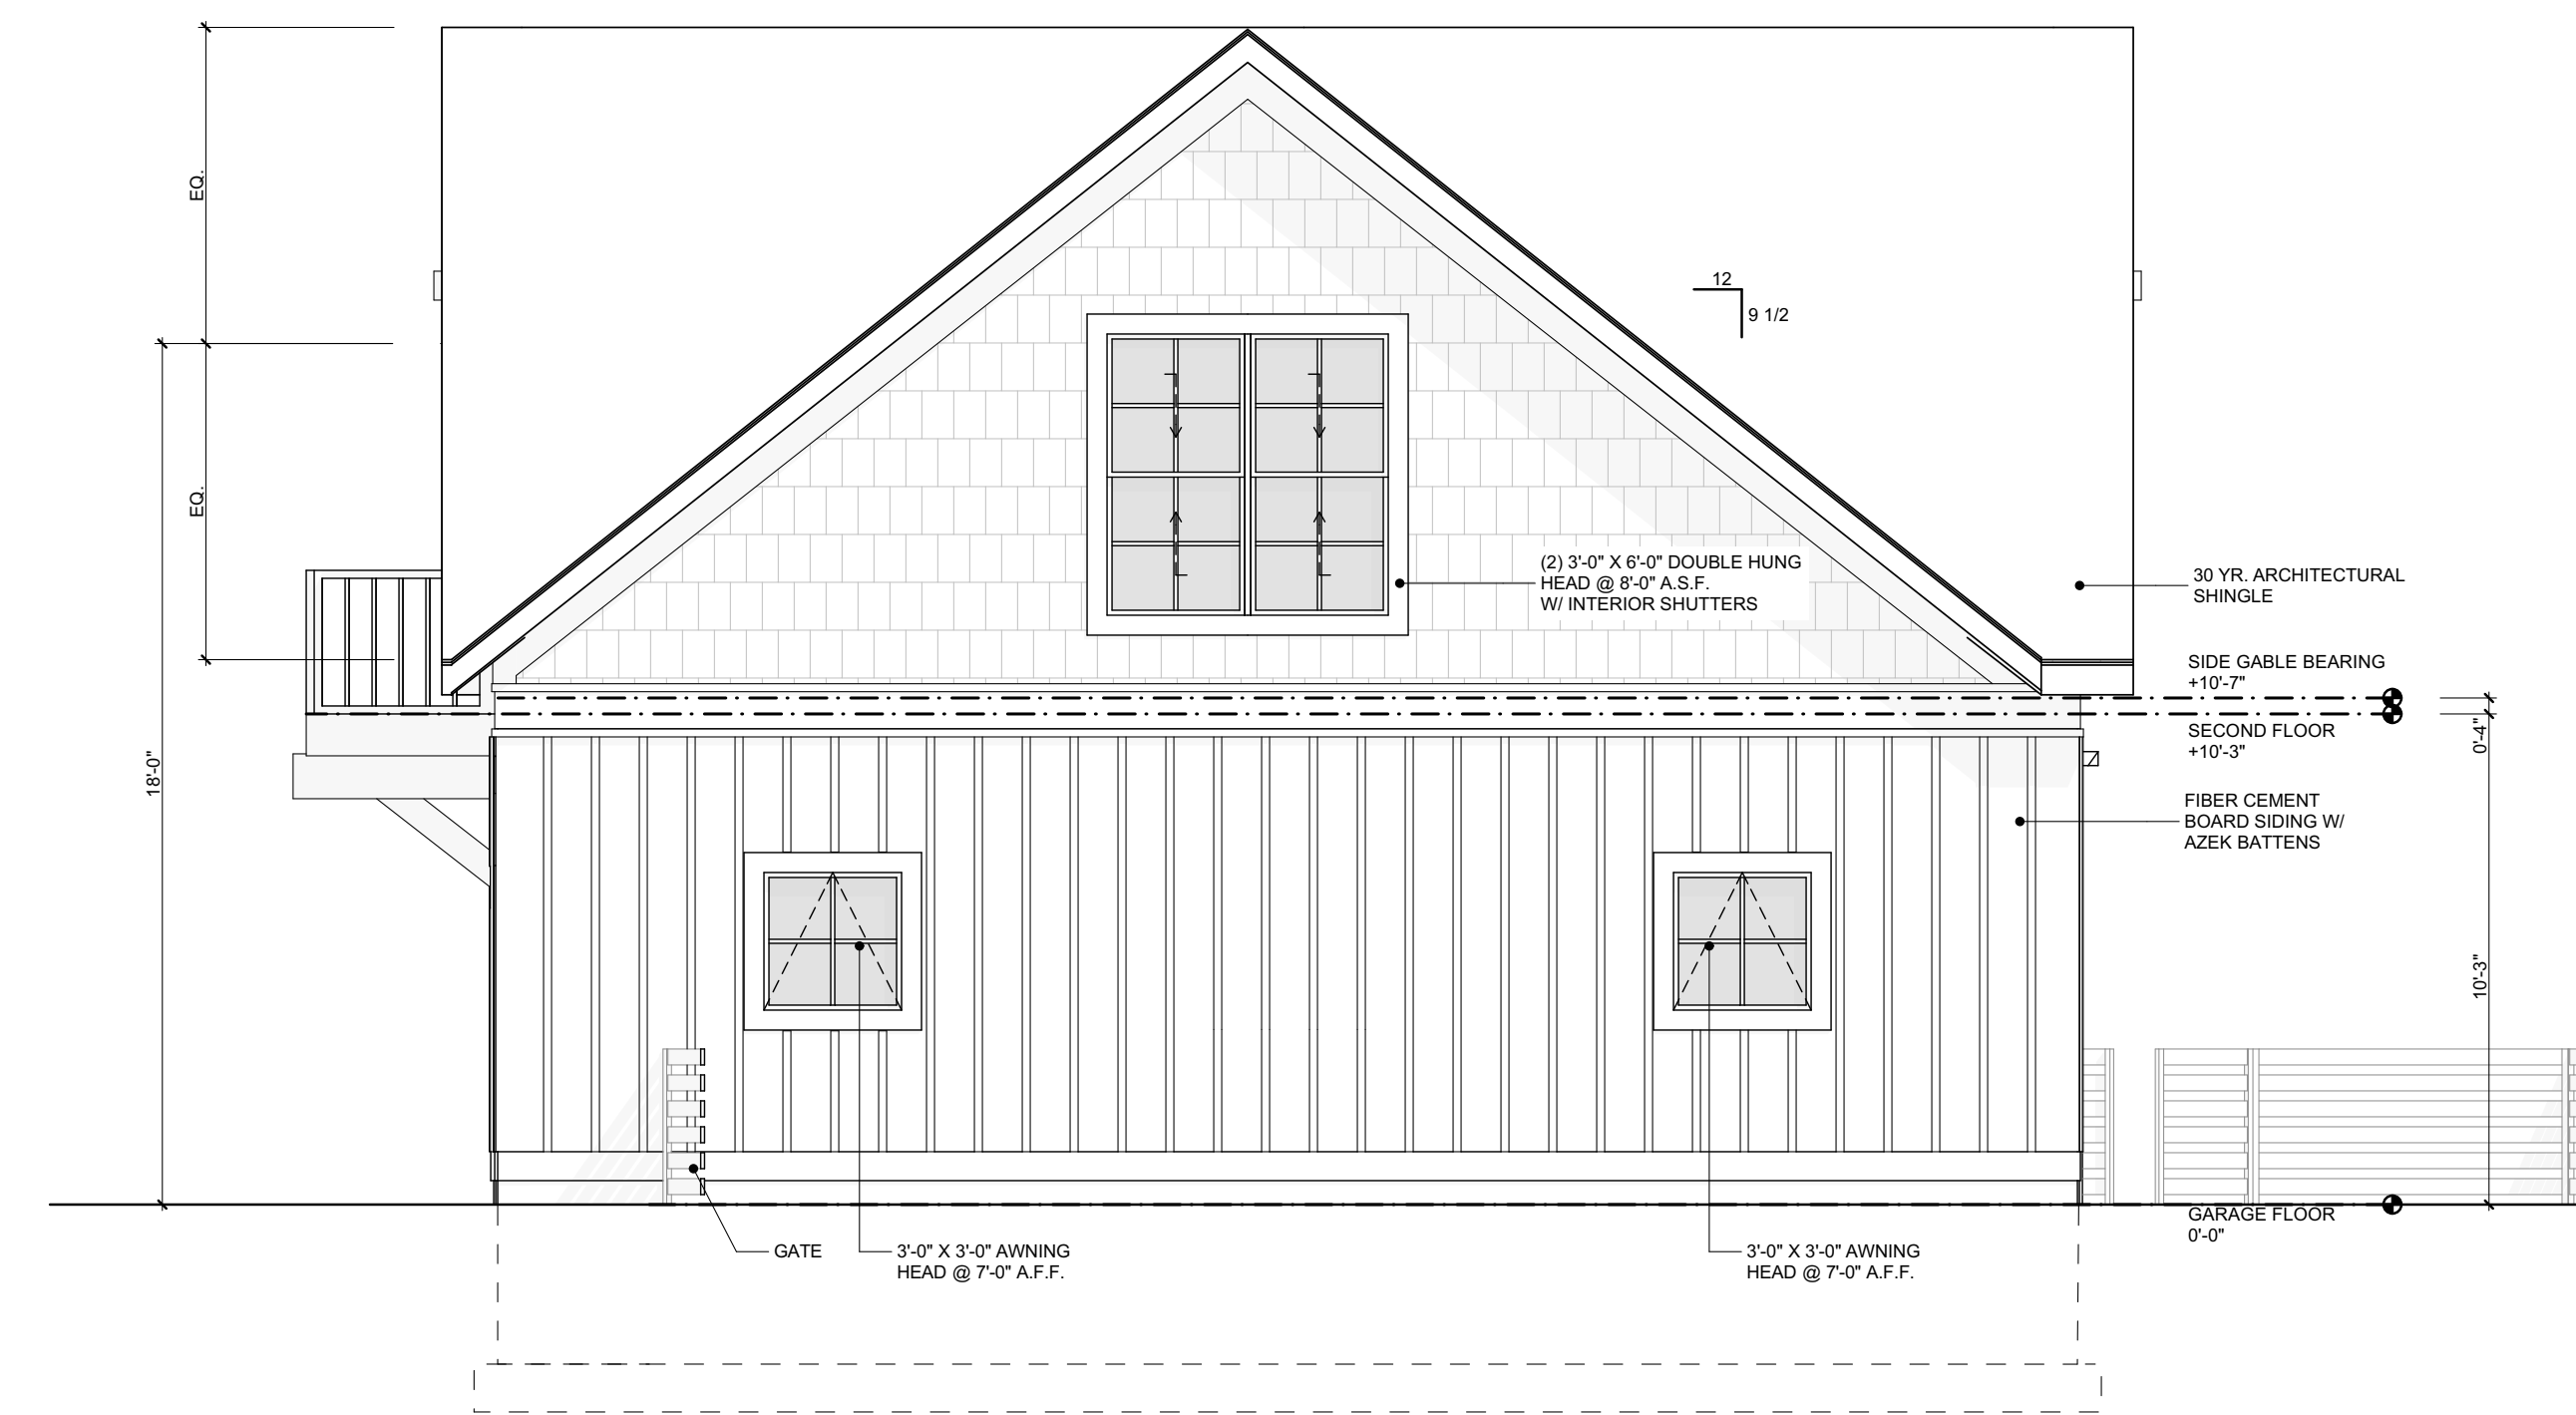 EQ.
12
9 1/2
EQ.
(2) 3'-0" X 6'-0" DOUBLE HUNG
HEAD @ 8'-0" A.S.F.
W/ INTERIOR SHUTTERS
30 YR. ARCHITECTURAL
SHINGLE
SIDE GABLE BEARING
+10'-7"
SECOND FLOOR
+10'-3"
0'-4"
18'-0"
FIBER CEMENT
BOARD SIDING W/
AZEK BATTENS
10'-3"
GARAGE FLOOR
0'-0"
GATE
3'-0" X 3'-0" AWNING
HEAD @ 7'-0" A.F.F.
3'-0" X 3'-0" AWNING
HEAD @ 7'-0" A.F.F.